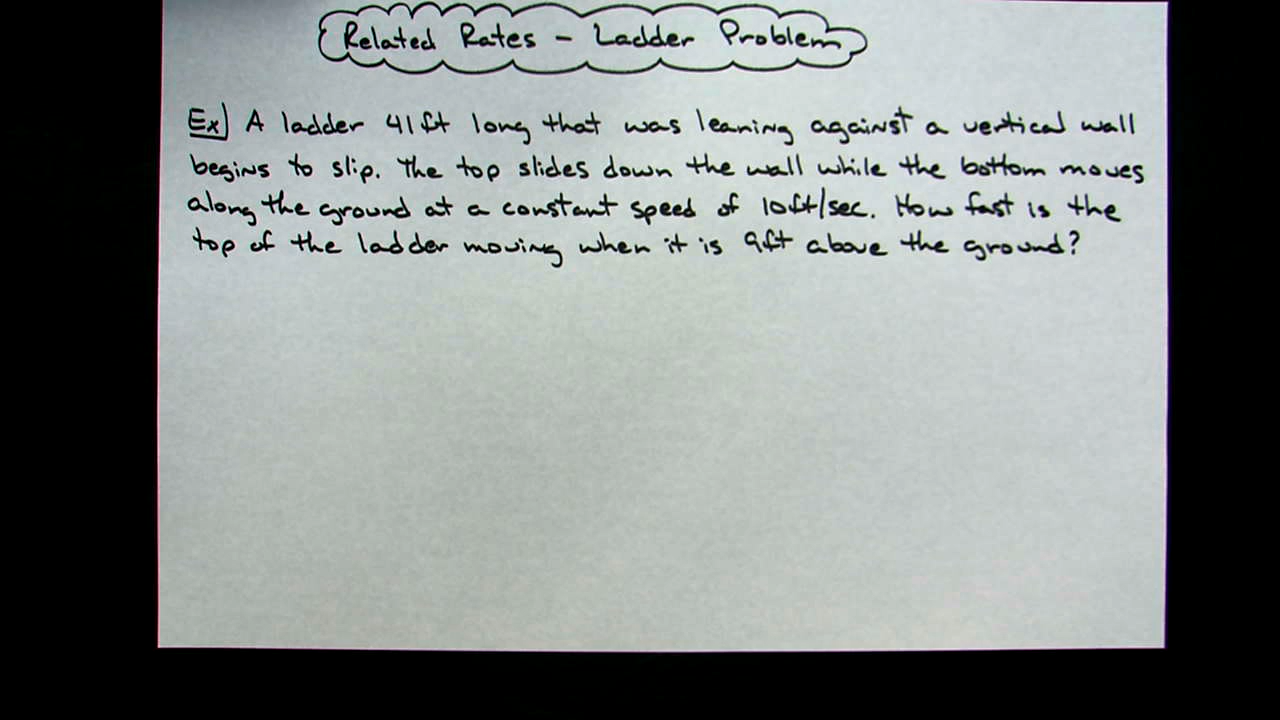 Related Rates - Ladder Problem
Ex) A ladder 41ft long that was leaning against a vertical wall
begins to slip. The top slides down the wall while the bottom moves
along the ground at a constant speed of 10ft/sec. How fast is the
top of the ladder moving when it is 9ft above the ground?